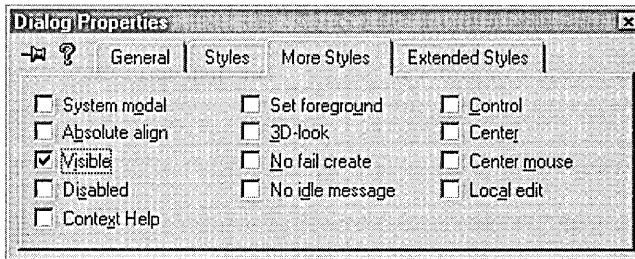 Dialog Properties
? General Styles More Styles Extended Styles
System modal Set foreground Control
Absolute align 3D-look Center
Visible No fail create Center mouse
Disabled No idle message Local edit
Context Help